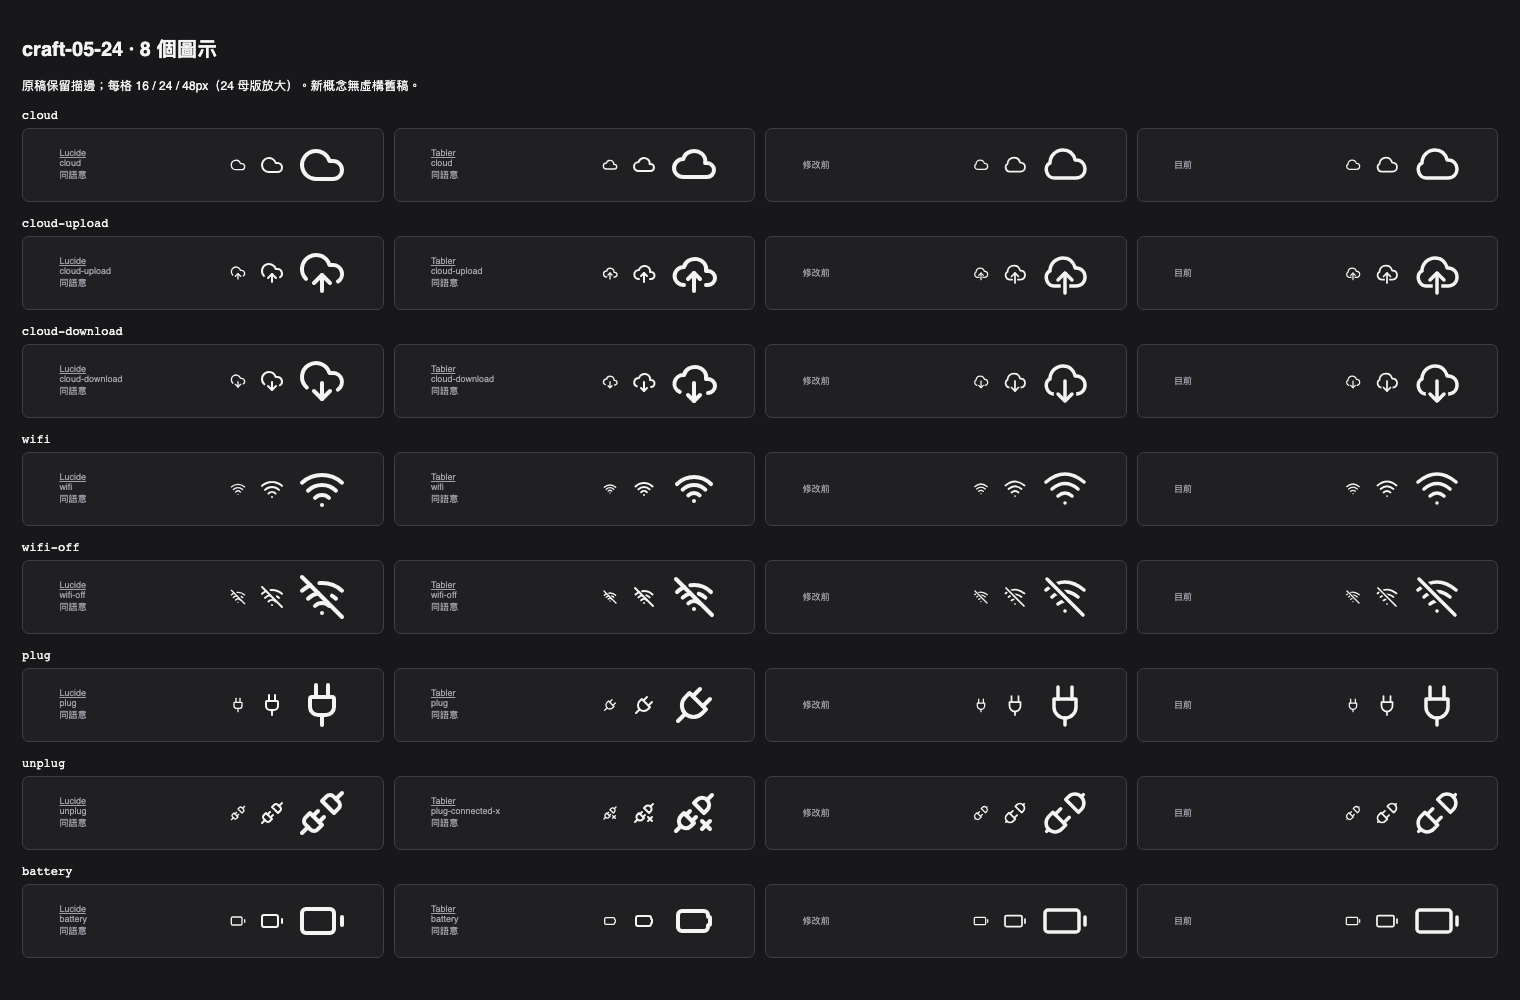 craft-05-24 · 8 個圖示
原稿保留描邊；每格 16 / 24 / 48px（24 母版放大）。新概念無虛構舊稿。
cloud
Lucide
cloud
同語意
Tabler
cloud
同語意
修改前
目前
cloud-upload
Lucide
cloud-upload
同語意
Tabler
cloud-upload
同語意
修改前
目前
cloud-download
Lucide
cloud-download
同語意
Tabler
cloud-download
同語意
修改前
目前
wifi
Lucide
wifi
同語意
Tabler
wifi
同語意
修改前
目前
wifi-off
Lucide
wifi-off
同語意
Tabler
wifi-off
同語意
修改前
目前
plug
Lucide
plug
同語意
Tabler
plug
同語意
修改前
目前
unplug
Lucide
unplug
同語意
Tabler
plug-connected-x
同語意
修改前
目前
battery
Lucide
battery
同語意
Tabler
battery
同語意
修改前
目前